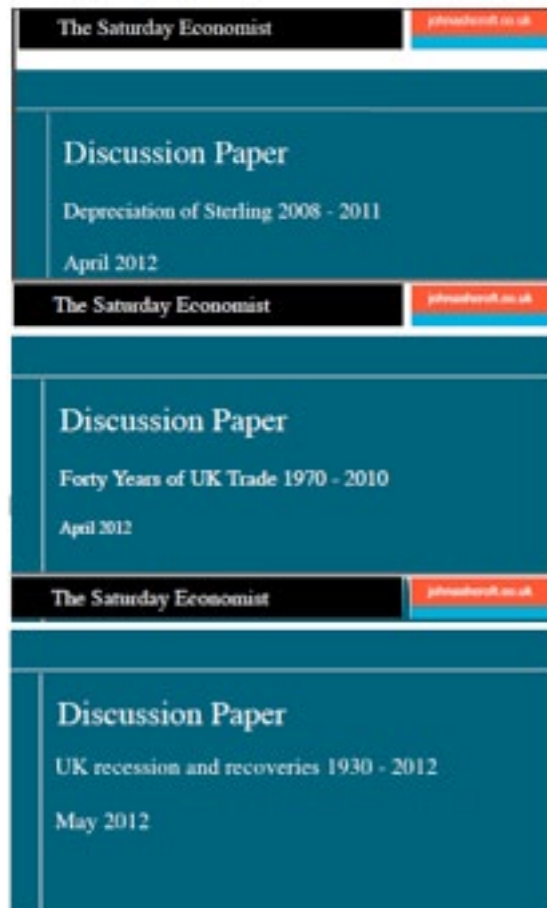 The Saturday Economist
johnashcroft.co.uk
Discussion Paper
Depreciation of Sterling 2008 - 2011
April 2012
The Saturday Economist
johnashcroft.co.uk
Discussion Paper
Forty Years of UK Trade 1970 - 2010
April 2012
The Saturday Economist
johnashcroft.co.uk
Discussion Paper
UK recession and recoveries 1930 - 2012
May 2012